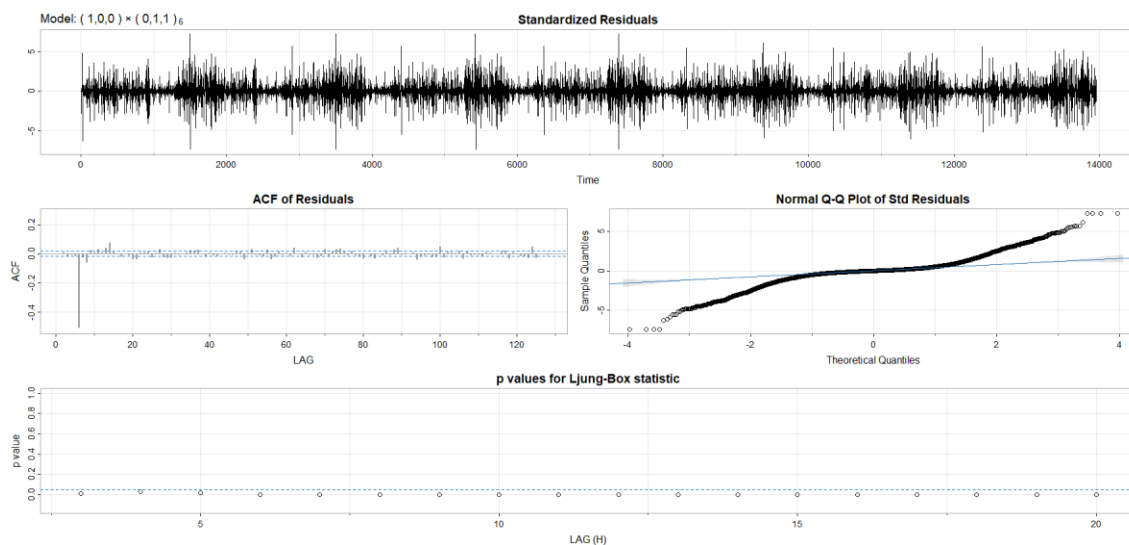 Model: ( 1,0,0 ) × ( 0,1,1 ) 6
Standardized Residuals
5
0
-5
0 2000 4000 6000 8000 10000 12000 14000
Time
ACF of Residuals
ACF
0.2
0.0
-0.2
-0.4
0 20 40 60 80 100 120
LAG
Normal Q-Q Plot of Std Residuals
Sample Quantiles
5
0
-5
-4 -2 0 2 4
Theoretical Quantiles
p values for Ljung-Box statistic
p value
1.0
0.8
0.6
0.4
0.2
0.0
5 10 15 20
LAG (H)